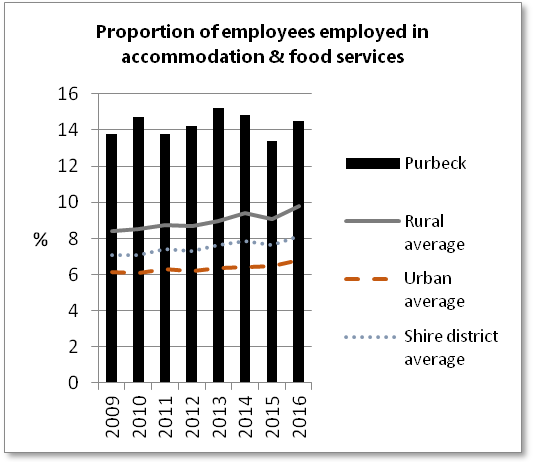 Proportion of employees employed in
accommodation & food services
16
14
12
10
8
6
4
2
0
%
2009
2010
2011
2012
2013
2014
2015
2016
Purbeck
Rural
average
Urban
average
Shire district
average